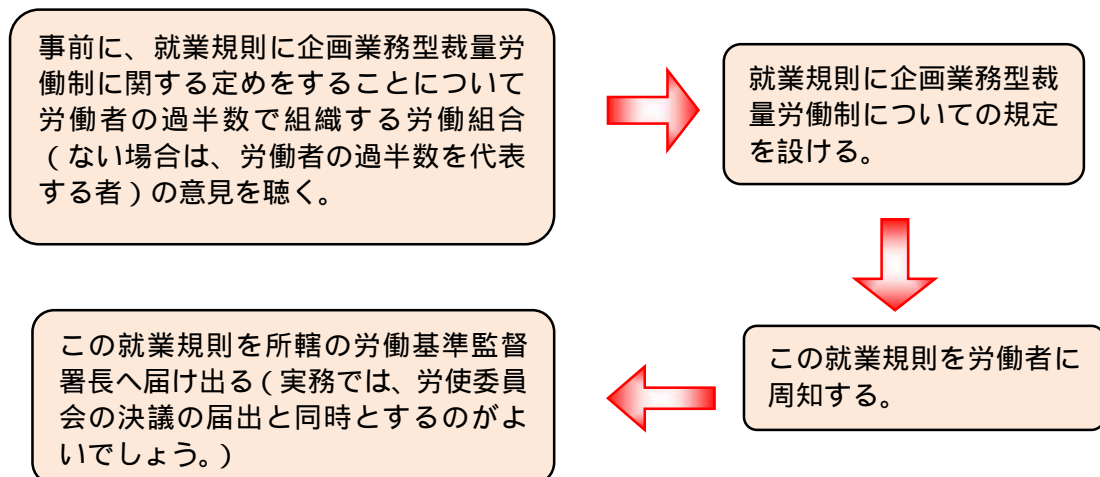 事前に、就業規則に企画業務型裁量労
働制に関する定めをすることについて
労働者の過半数で組織する労働組合
(ない場合は、労働者の過半数を代表
する者)の意見を聴く。
就業規則に企画業務型裁
量労働制についての規定
を設ける。
この就業規則を労働者に
周知する。
この就業規則を所轄の労働基準監督
署長へ届け出る(実務では、労使委員
会の決議の届出と同時とするのがよ
いでしょう。)